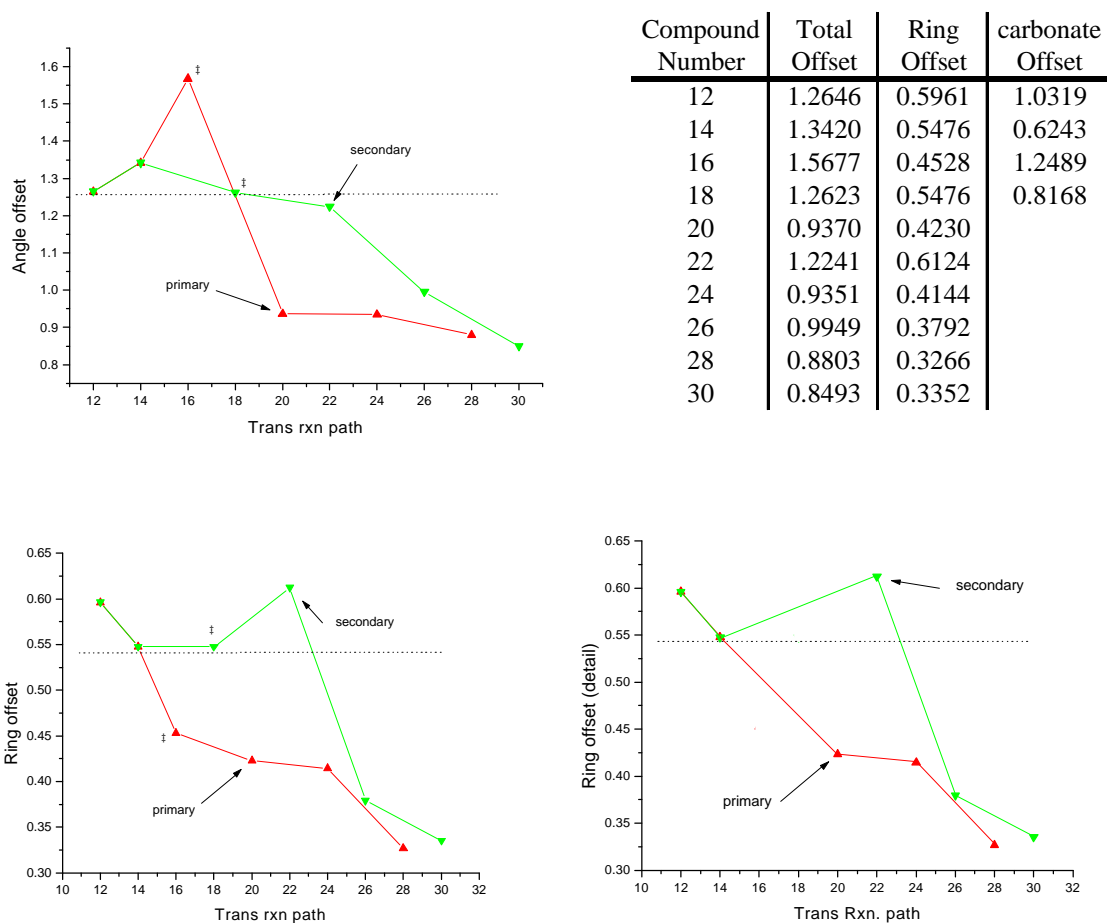 1.6
1.5
1.4
1.3
1.2
1.1
1.0
0.9
0.8
Angle offset
12 14 16 18 20 22 24 26 28 30
Trans rxn path
‡
‡
secondary
primary
Compound Number Total Offset Ring Offset carbonate Offset
12 1.2646 0.5961 1.0319
14 1.3420 0.5476 0.6243
16 1.5677 0.4528 1.2489
18 1.2623 0.5476 0.8168
20 0.9370 0.4230
22 1.2241 0.6124
24 0.9351 0.4144
26 0.9949 0.3792
28 0.8803 0.3266
30 0.8493 0.3352
0.65
0.60
0.55
0.50
0.45
0.40
0.35
0.30
Ring offset
10 12 14 16 18 20 22 24 26 28 30 32
Trans rxn path
‡
‡
secondary
primary
0.65
0.60
0.55
0.50
0.45
0.40
0.35
0.30
Ring offset (detail)
10 12 14 16 18 20 22 24 26 28 30 32
Trans Rxn. path
secondary
primary